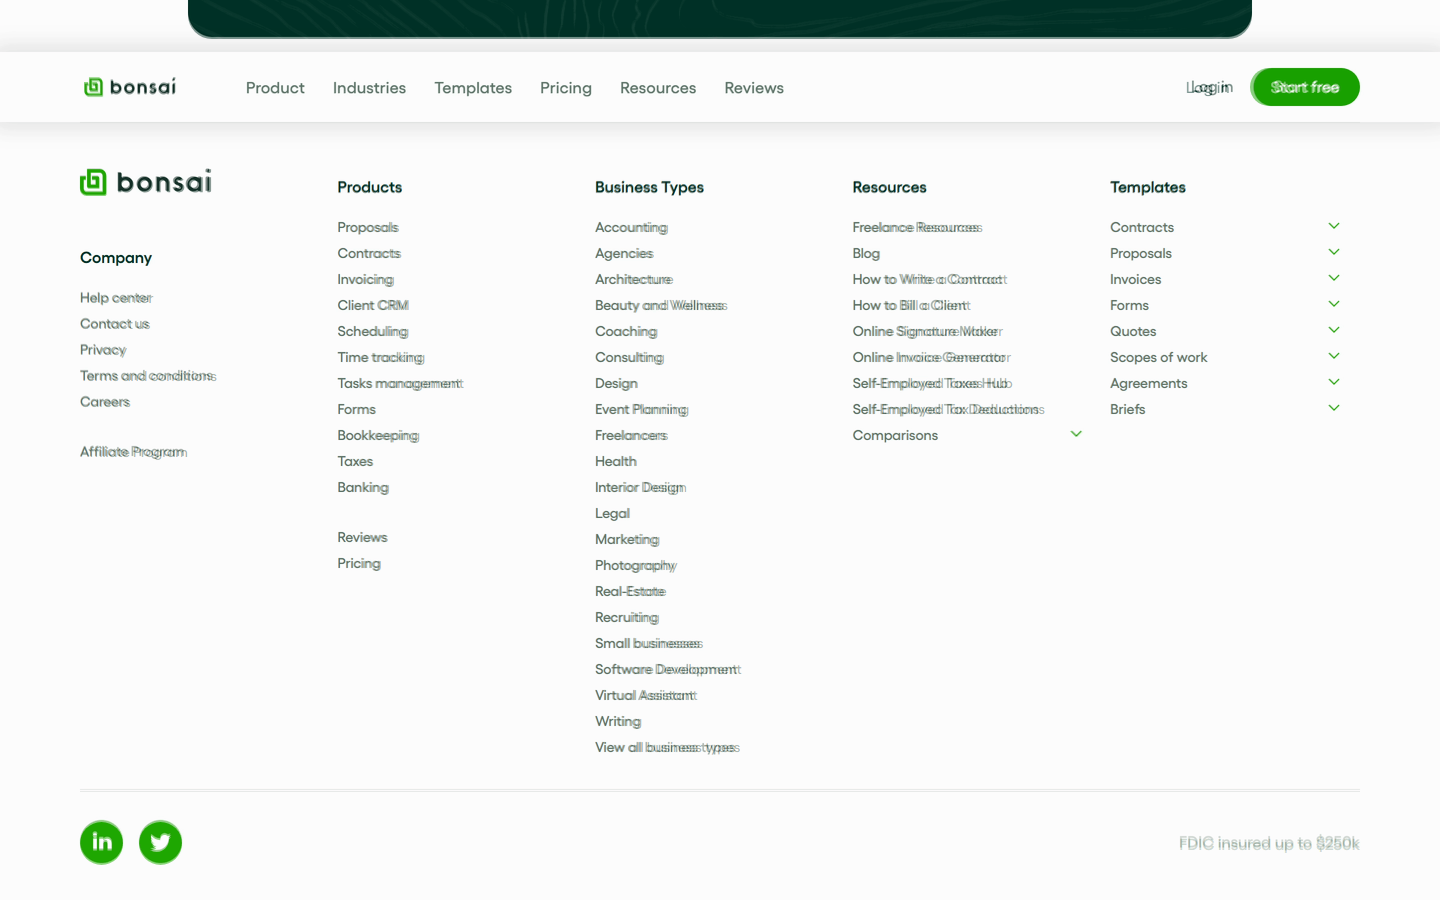 bonsai
Product Industries Templates Pricing Resources Reviews
Log in
Start free
bonsai
Company
Help center
Contact us
Privacy
Terms and conditions
Careers
Affiliate Program
Products
Proposals
Contracts
Invoicing
Client CRM
Scheduling
Time tracking
Tasks management
Forms
Bookkeeping
Taxes
Banking
Reviews
Pricing
Business Types
Accounting
Agencies
Architecture
Beauty and Wellness
Coaching
Consulting
Design
Event Planning
Freelancers
Health
Interior Design
Legal
Marketing
Photography
Real-Estate
Recruiting
Small businesses
Software Development
Virtual Assistant
Writing
View all business types
Resources
Freelance Resources
Blog
How to Write a Contract
How to Bill a Client
Online Signature Maker
Online Invoice Generator
Self-Employed Taxes Hub
Self-Employed Tax Deductions
Comparisons
Templates
Contracts
Proposals
Invoices
Forms
Quotes
Scopes of work
Agreements
Briefs
in
FDIC insured up to $250k